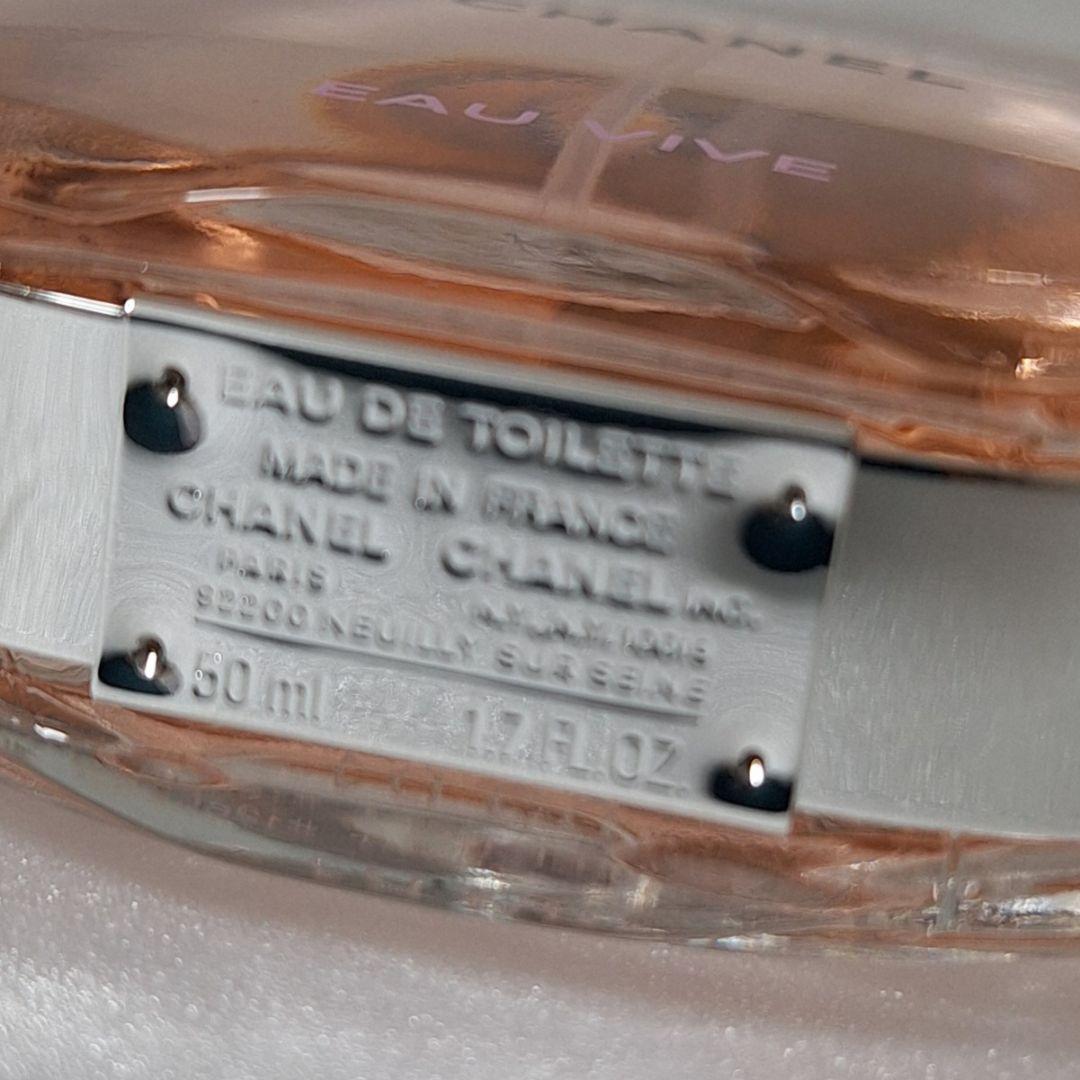 CHANEL
EAU VIVE
EAU DE TOILETTE
MADE IN FRANCE
CHANEL CHANEL INC.
PARIS N.Y., N.Y. 10019
92200 NEUILLY SUR SEINE
50 ml 1.7 FL. OZ.